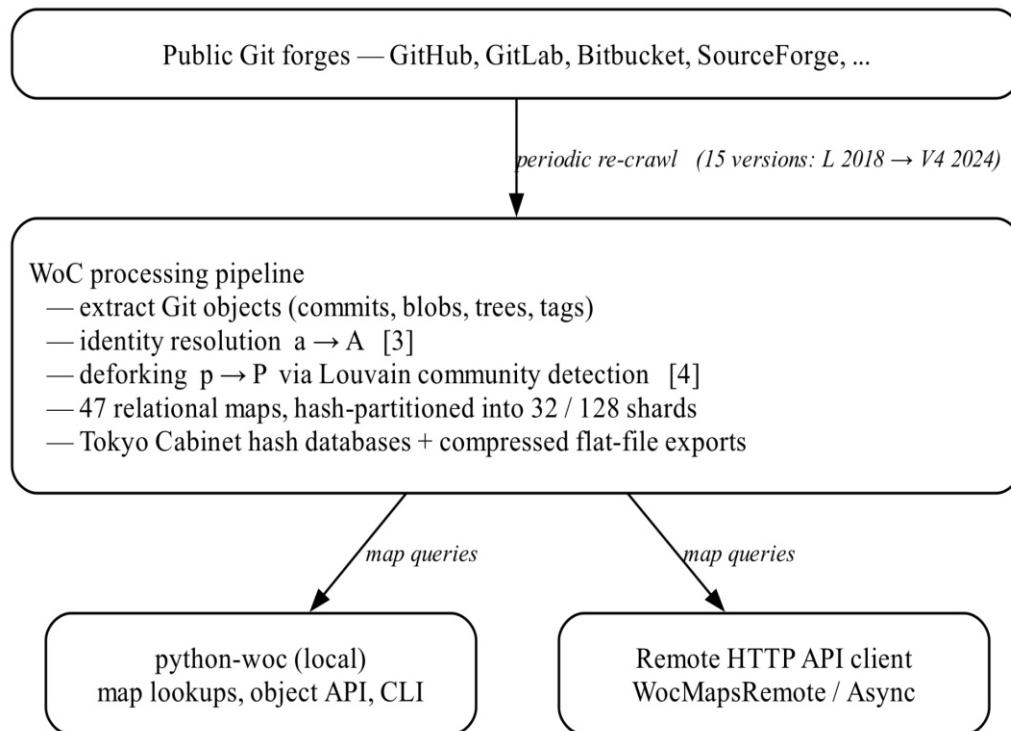 Public Git forges — GitHub, GitLab, Bitbucket, SourceForge, ...
periodic re-crawl (15 versions: L 2018 → V4 2024)
WoC processing pipeline
— extract Git objects (commits, blobs, trees, tags)
— identity resolution a → A [3]
— deforking p → P via Louvain community detection [4]
— 47 relational maps, hash-partitioned into 32 / 128 shards
— Tokyo Cabinet hash databases + compressed flat-file exports
map queries
map queries
python-woc (local)
map lookups, object API, CLI
Remote HTTP API client
WocMapsRemote / Async